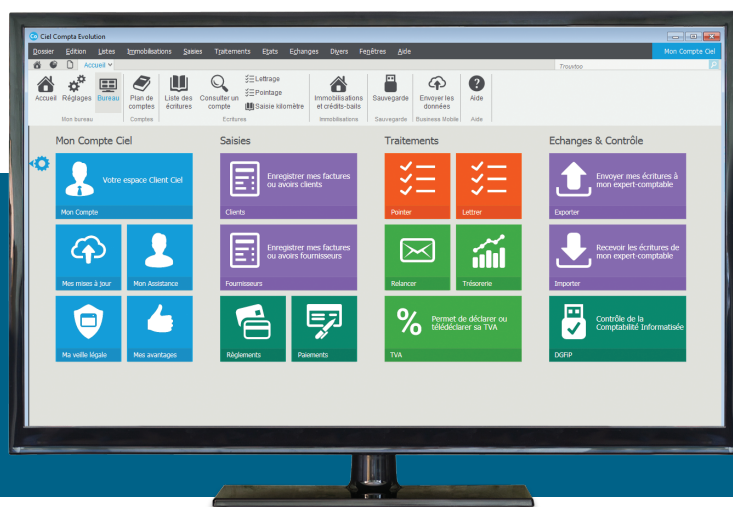 Ciel Compta Evolution
Dossier Edition Listes Immobilisations Saisies Traitements Etats Echanges Divers Fenêtres Aide
Mon Compte Ciel
Accueil
Trouvtoo
Accueil
Réglages
Bureau
Mon bureau
Plan de
comptes
Comptes
Liste des
écritures
Consulter un
compte
Lettrage
Pointage
Saisie kilomètre
Ecritures
Immobilisations
et crédits-bails
Immobilisations
Sauvegarde
Sauvegarde
Envoyer les
données
Business Mobile
Aide
Aide
Mon Compte Ciel
Votre espace Client Ciel
Mon Compte
Mes mises à jour
Mon Assistance
Ma veille légale
Mes avantages
Saisies
Enregistrer mes factures
ou avoirs clients
Clients
Enregistrer mes factures
ou avoirs fournisseurs
Fournisseurs
Réglements
Paiements
Traitements
Pointer
Lettrer
Relancer
Trésorerie
%
Permet de déclarer ou
télédéclarer sa TVA
TVA
Echanges & Contrôle
Envoyer mes écritures à
mon expert-comptable
Exporter
Recevoir les écritures de
mon expert-comptable
Importer
Contrôle de la
Comptabilité Informatisée
DGFiP